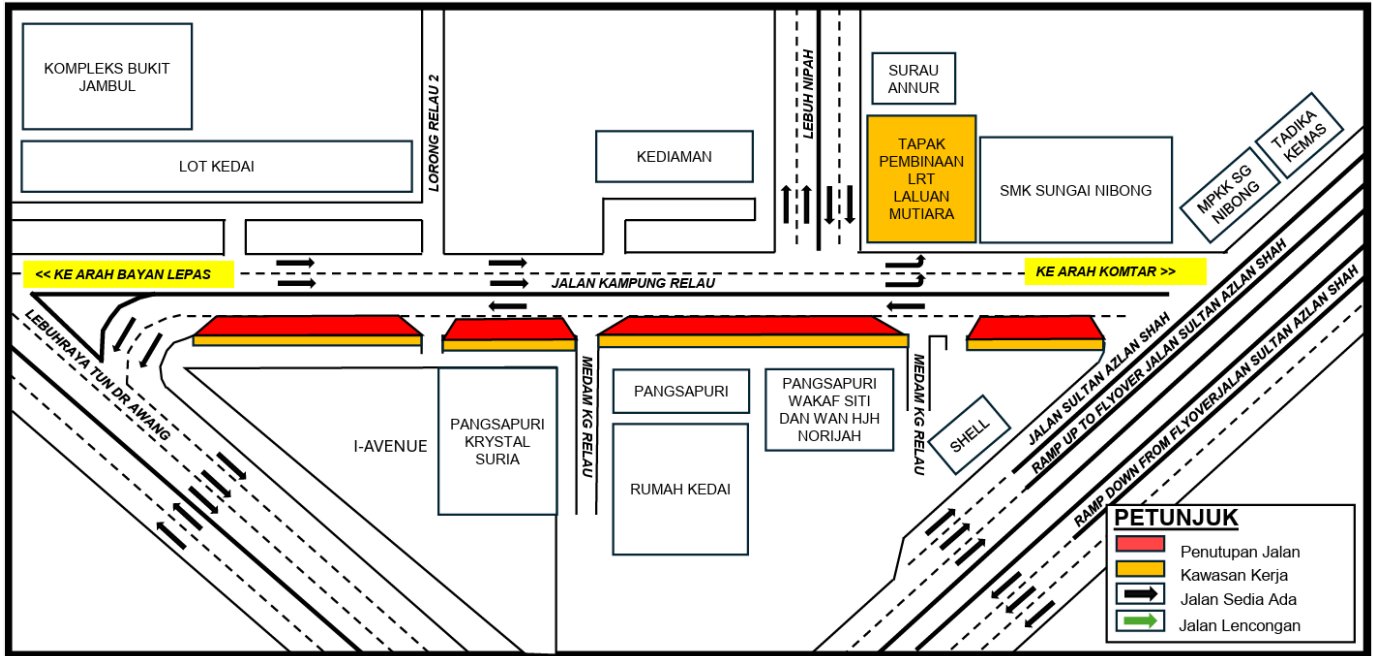 KOMPLEKS BUKIT
JAMBUL
LOT KEDAI
LORONG RELAU 2
KEDIAMAN
LEBUH NIPAH
SURAU
ANNUR
TAPAK
PEMBINAAN
LRT
LALUAN
MUTIARA
SMK SUNGAI NIBONG
MPKK SG
NIBONG
TADIKA
KEMAS
<< KE ARAH BAYAN LEPAS
JALAN KAMPUNG RELAU
KE ARAH KOMTAR >>
LEBUHRAYA TUN DR AWANG
I-AVENUE
PANGSAPURI
KRYSTAL
SURIA
MEDAM KG RELAU
PANGSAPURI
RUMAH KEDAI
PANGSAPURI
WAKAF SITI
DAN WAN HJH
NORIJAH
MEDAM KG RELAU
SHELL
JALAN SULTAN AZLAN SHAH
RAMP UP TO FLYOVER JALAN SULTAN AZLAN SHAH
RAMP DOWN FROM FLYOVERJALAN SULTAN AZLAN SHAH
PETUNJUK
Penutupan Jalan
Kawasan Kerja
Jalan Sedia Ada
Jalan Lencongan